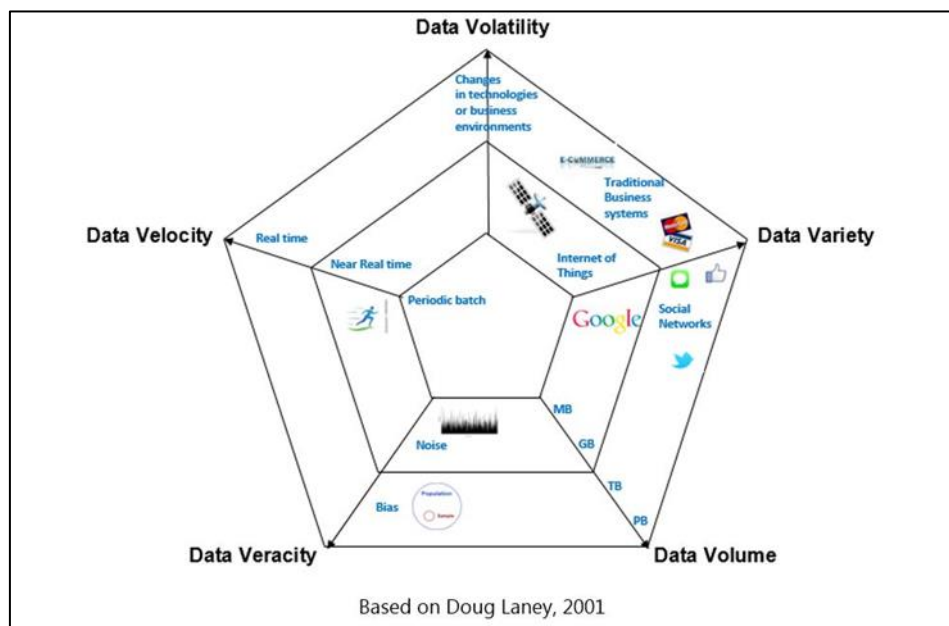 Data Volatility
Changes
in technologies
or business
environments
E-COMMERCE
Traditional
Business
systems
MasterCard
VISA
Data Velocity
Real time
Data Variety
Near Real time
Internet of
Things
Periodic batch
Google
Social
Networks
MB
Noise
GB
TB
Bias
Population
Sample
PB
Data Veracity
Data Volume
Based on Doug Laney, 2001